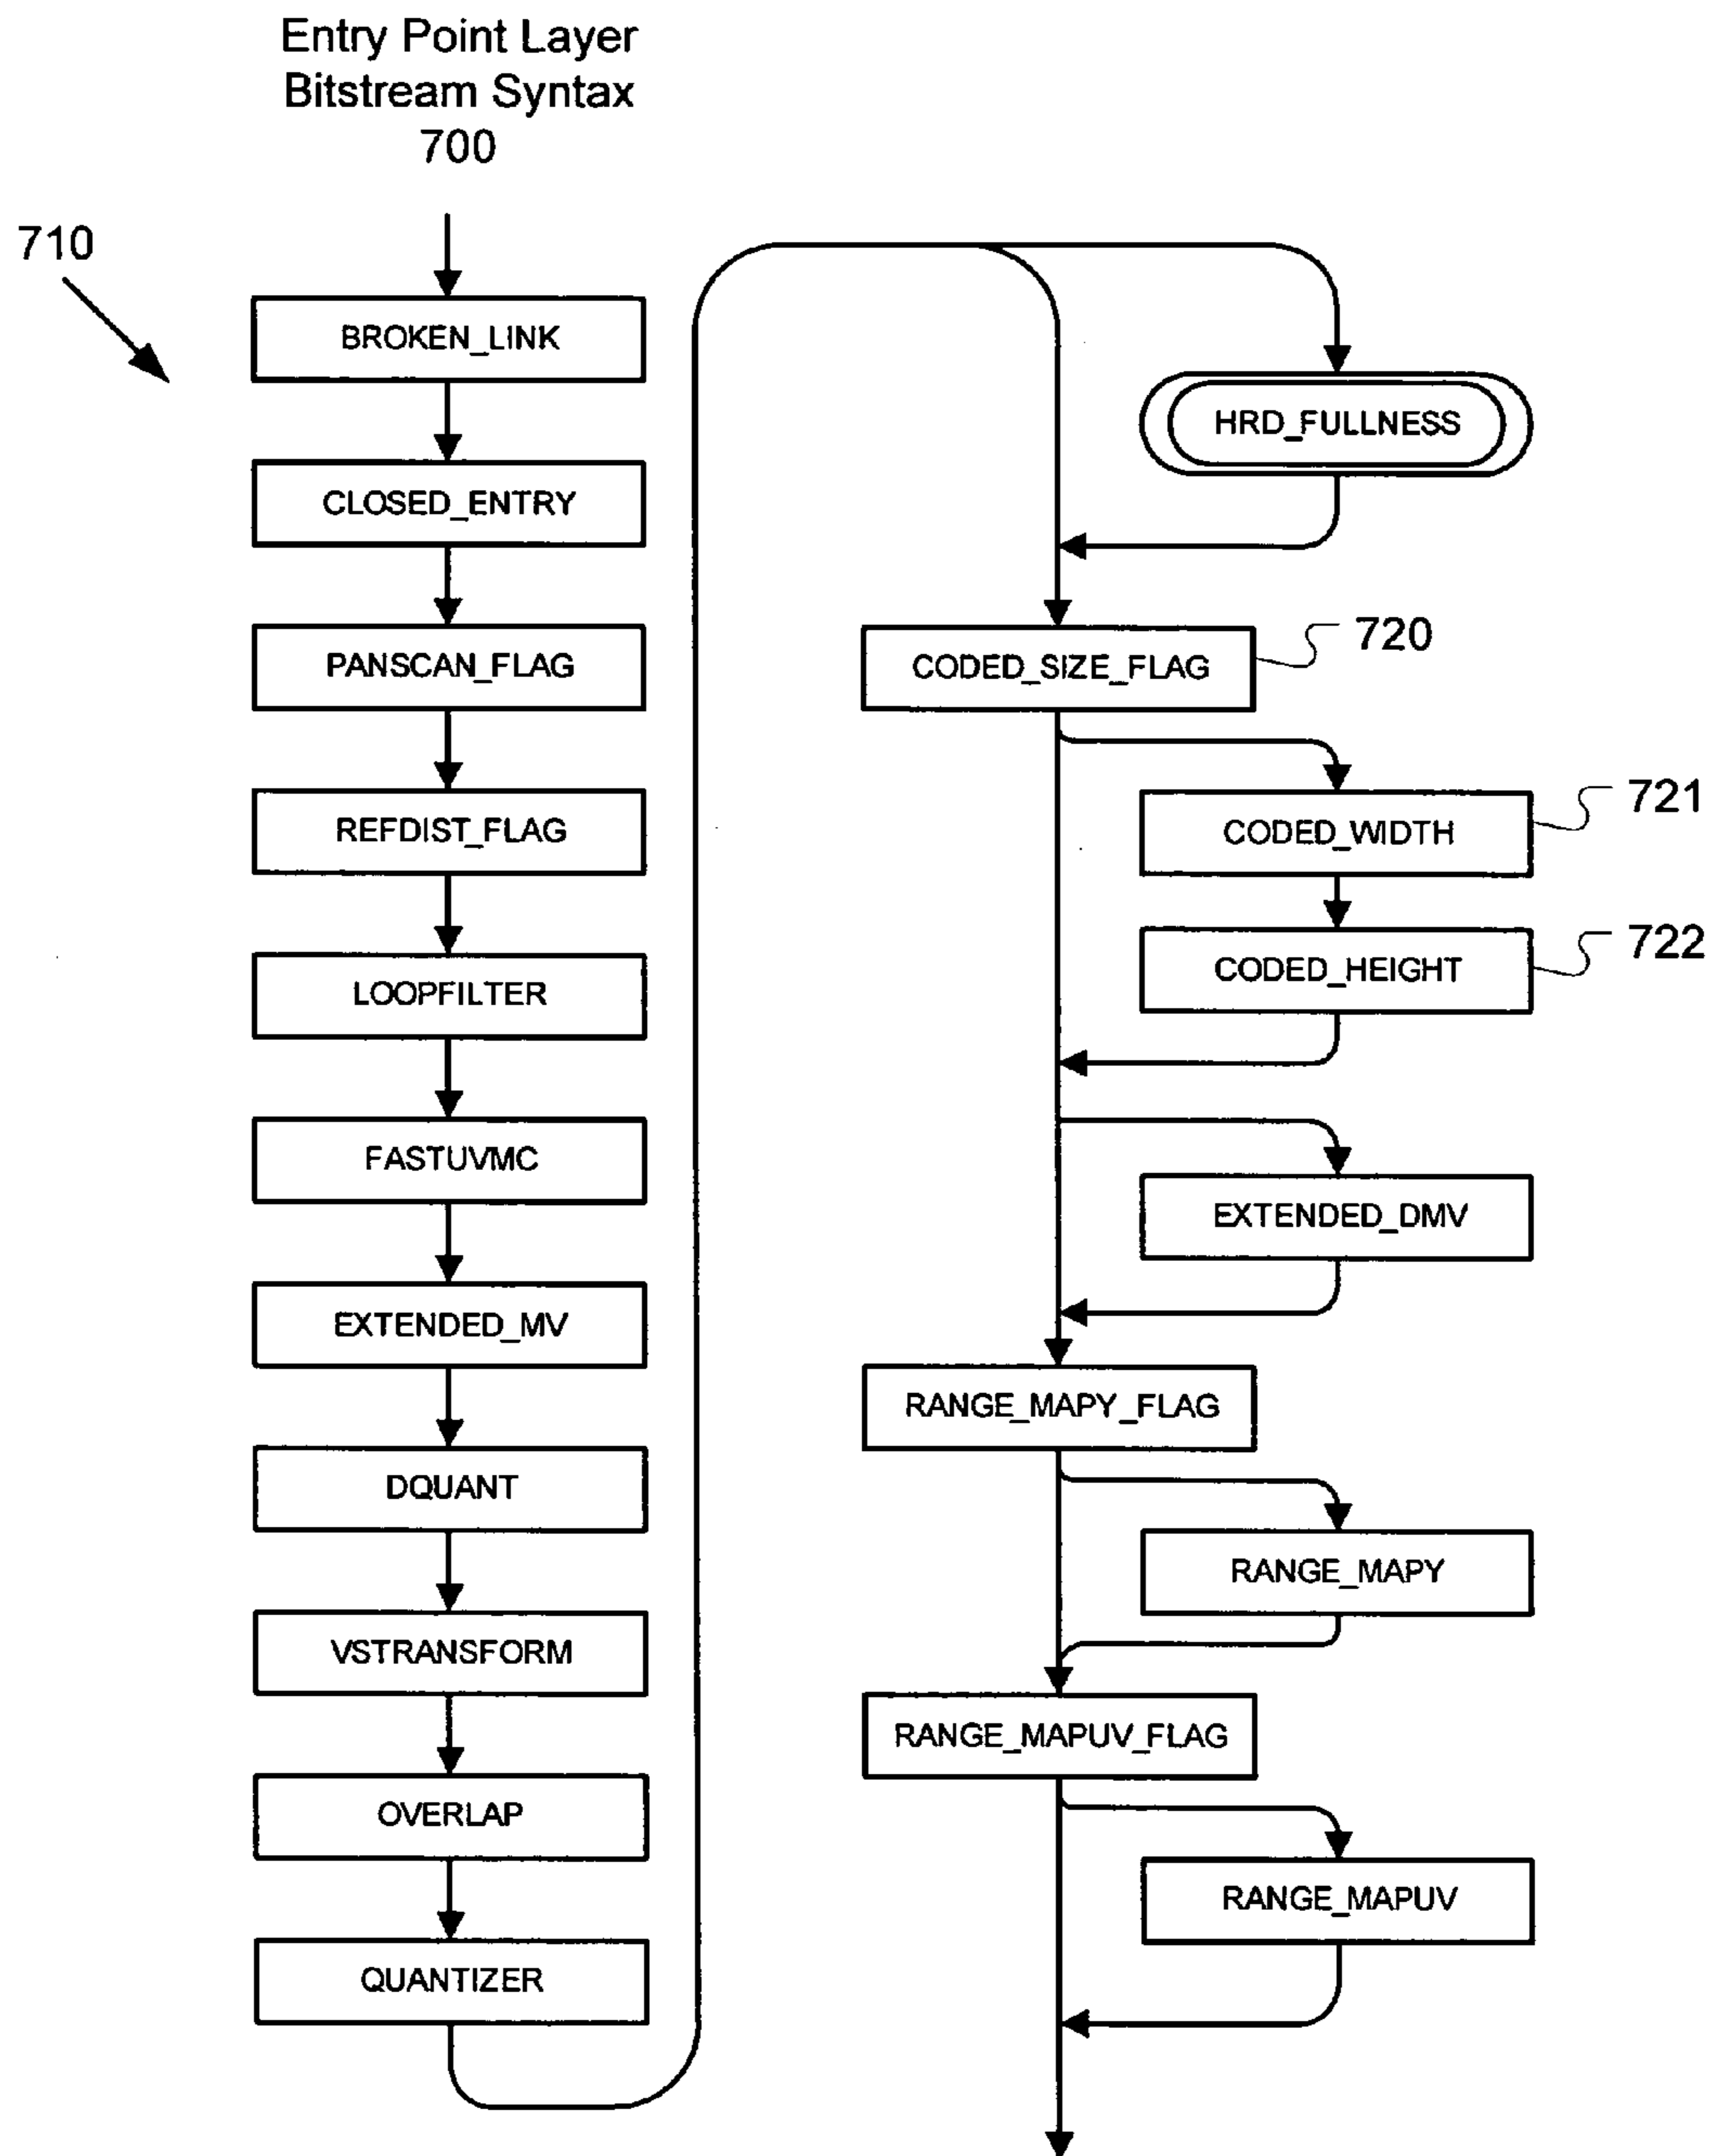 Entry Point Layer
Bitstream Syntax
700
710
BROKEN_LINK
CLOSED_ENTRY
PANSCAN_FLAG
REFDIST_FLAG
LOOPFILTER
FASTUVMC
EXTENDED_MV
DQUANT
VSTRANSFORM
OVERLAP
QUANTIZER
HRD_FULLNESS
CODED_SIZE_FLAG
720
CODED_WIDTH
721
CODED_HEIGHT
722
EXTENDED_DMV
RANGE_MAPY_FLAG
RANGE_MAPY
RANGE_MAPUV_FLAG
RANGE_MAPUV